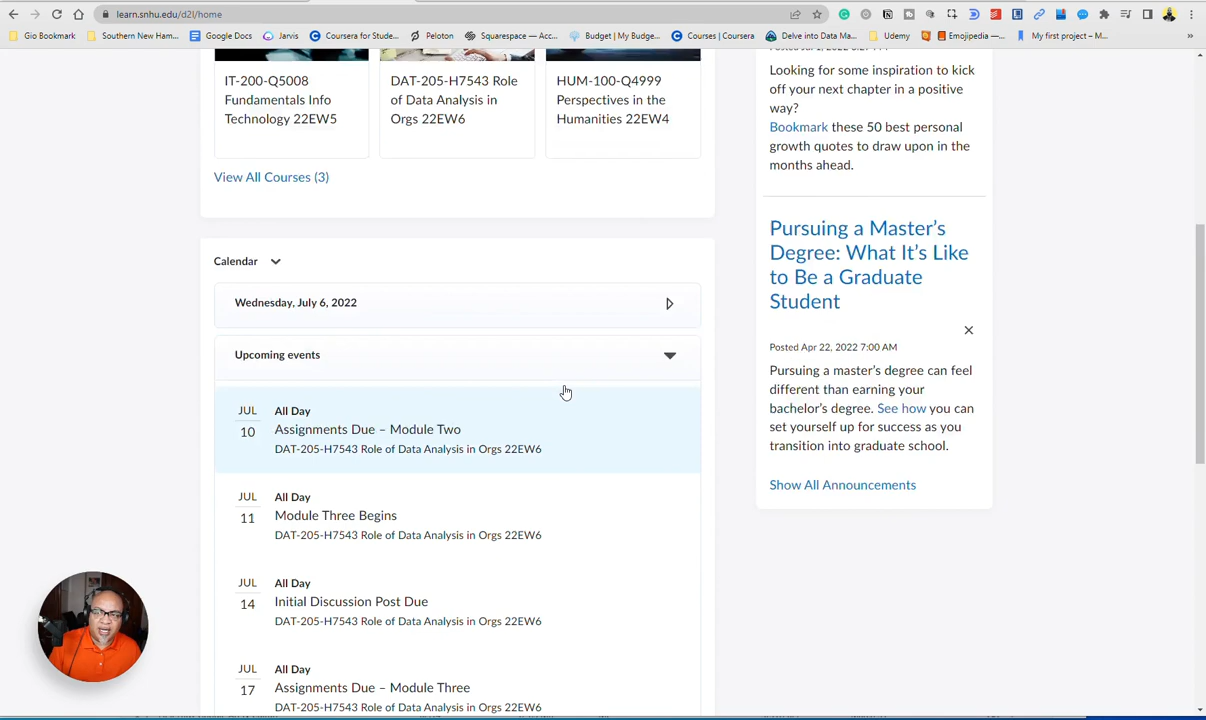 learn.snhu.edu/d2l/home
Gio Bookmark
Southern New Ham...
Google Docs
Jarvis
Coursera for Stude...
Peloton
Squarespace — Acc...
Budget | My Budge...
Courses | Coursera
Delve into Data Ma...
Udemy
Emojipedia —...
My first project – M...
»
IT-200-Q5008
Fundamentals Info
Technology 22EW5
DAT-205-H7543 Role
of Data Analysis in
Orgs 22EW6
HUM-100-Q4999
Perspectives in the
Humanities 22EW4
View All Courses (3)
Calendar
Wednesday, July 6, 2022
Upcoming events
JUL
10
All Day
Assignments Due – Module Two
DAT-205-H7543 Role of Data Analysis in Orgs 22EW6
JUL
11
All Day
Module Three Begins
DAT-205-H7543 Role of Data Analysis in Orgs 22EW6
JUL
14
All Day
Initial Discussion Post Due
DAT-205-H7543 Role of Data Analysis in Orgs 22EW6
JUL
17
All Day
Assignments Due – Module Three
DAT-205-H7543 Role of Data Analysis in Orgs 22EW6
Looking for some inspiration to kick
off your next chapter in a positive
way?
Bookmark these 50 best personal
growth quotes to draw upon in the
months ahead.
Pursuing a Master's
Degree: What It's Like
to Be a Graduate
Student
Posted Apr 22, 2022 7:00 AM
Pursuing a master's degree can feel
different than earning your
bachelor's degree. See how you can
set yourself up for success as you
transition into graduate school.
Show All Announcements